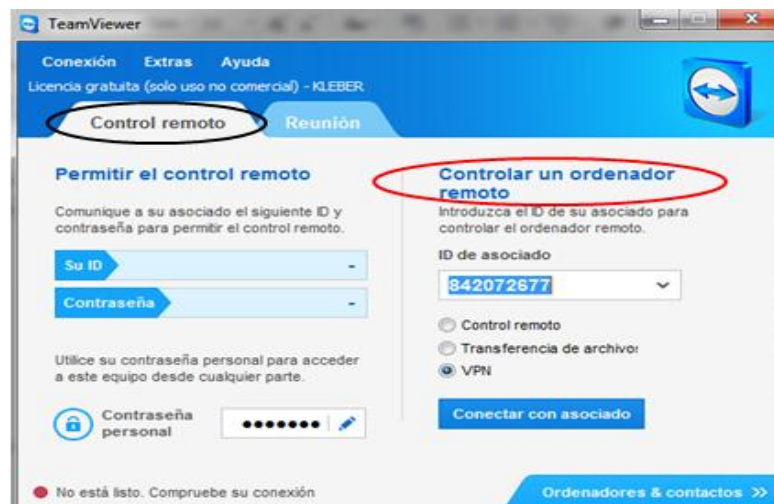 TeamViewer
Conexión Extras Ayuda
Licencia gratuita (solo uso no comercial) - KLEBER
Control remoto Reunión
Permitir el control remoto
Comunique a su asociado el siguiente ID y
contraseña para permitir el control remoto.
Su ID -
Contraseña -
Utilice su contraseña personal para acceder
a este equipo desde cualquier parte.
Contraseña
personal
No está listo. Compruebe su conexión
Controlar un ordenador
remoto
Introduzca el ID de su asociado para
controlar el ordenador remoto.
ID de asociado
842072677
Control remoto
Transferencia de archivos
VPN
Conectar con asociado
Ordenadores & contactos >>